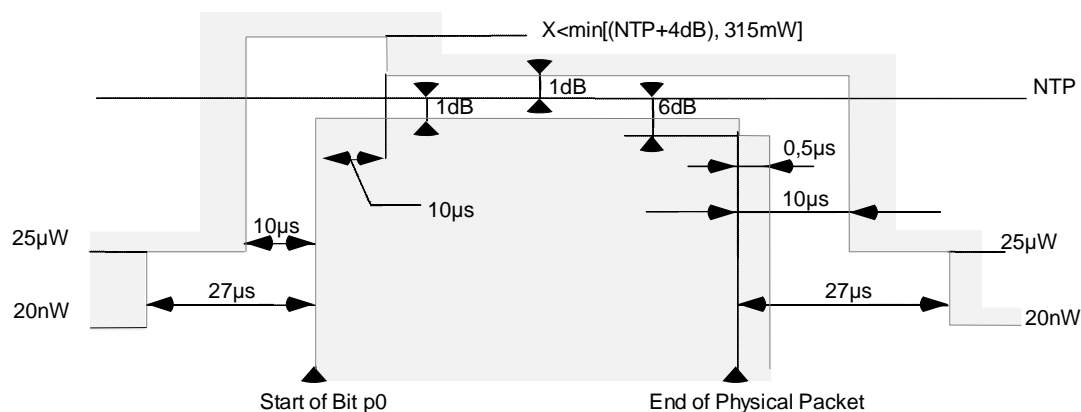 X<min[(NTP+4dB), 315mW]
NTP
1dB
1dB
6dB
0,5µs
10µs
10µs
10µs
25µW
25µW
27µs
27µs
20nW
20nW
Start of Bit p0
End of Physical Packet